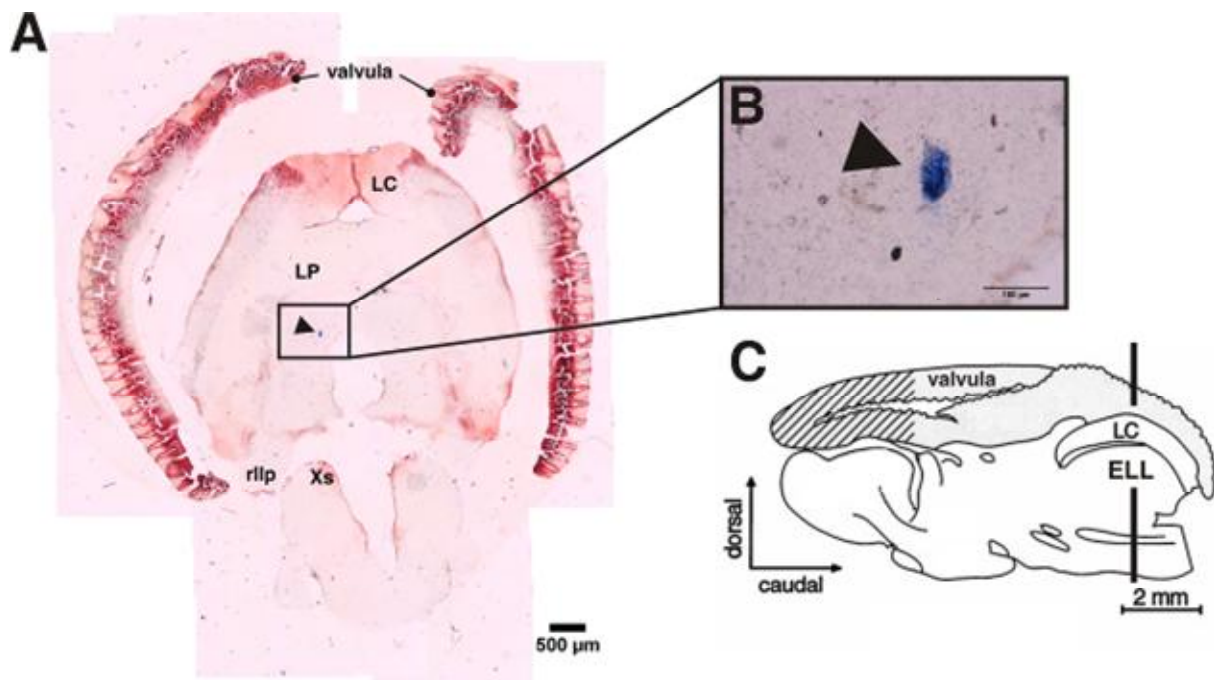 A
valvula
LC
LP
rllp
Xs
500 µm
B
C
valvula
LC
ELL
dorsal
caudal
2 mm